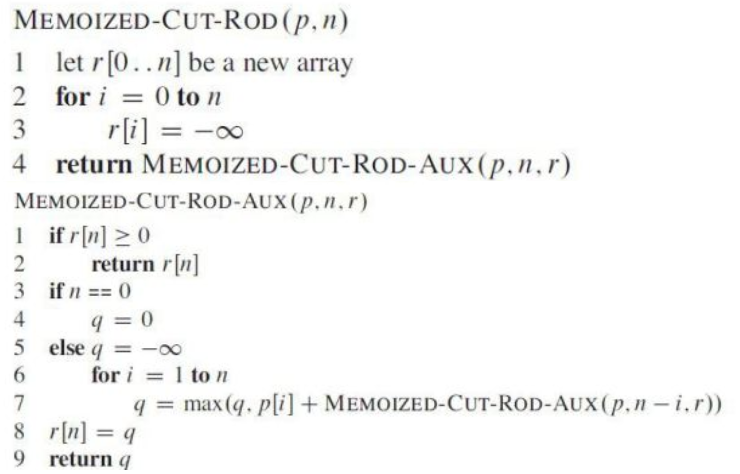 MEMOIZED-CUT-ROD(p, n)
1 let r[0..n] be a new array
2 for i = 0 to n
3 r[i] = −∞
4 return MEMOIZED-CUT-ROD-AUX(p, n, r)
MEMOIZED-CUT-ROD-AUX(p, n, r)
1 if r[n] ≥ 0
2 return r[n]
3 if n == 0
4 q = 0
5 else q = −∞
6 for i = 1 to n
7 q = max(q, p[i] + MEMOIZED-CUT-ROD-AUX(p, n − i, r))
8 r[n] = q
9 return q